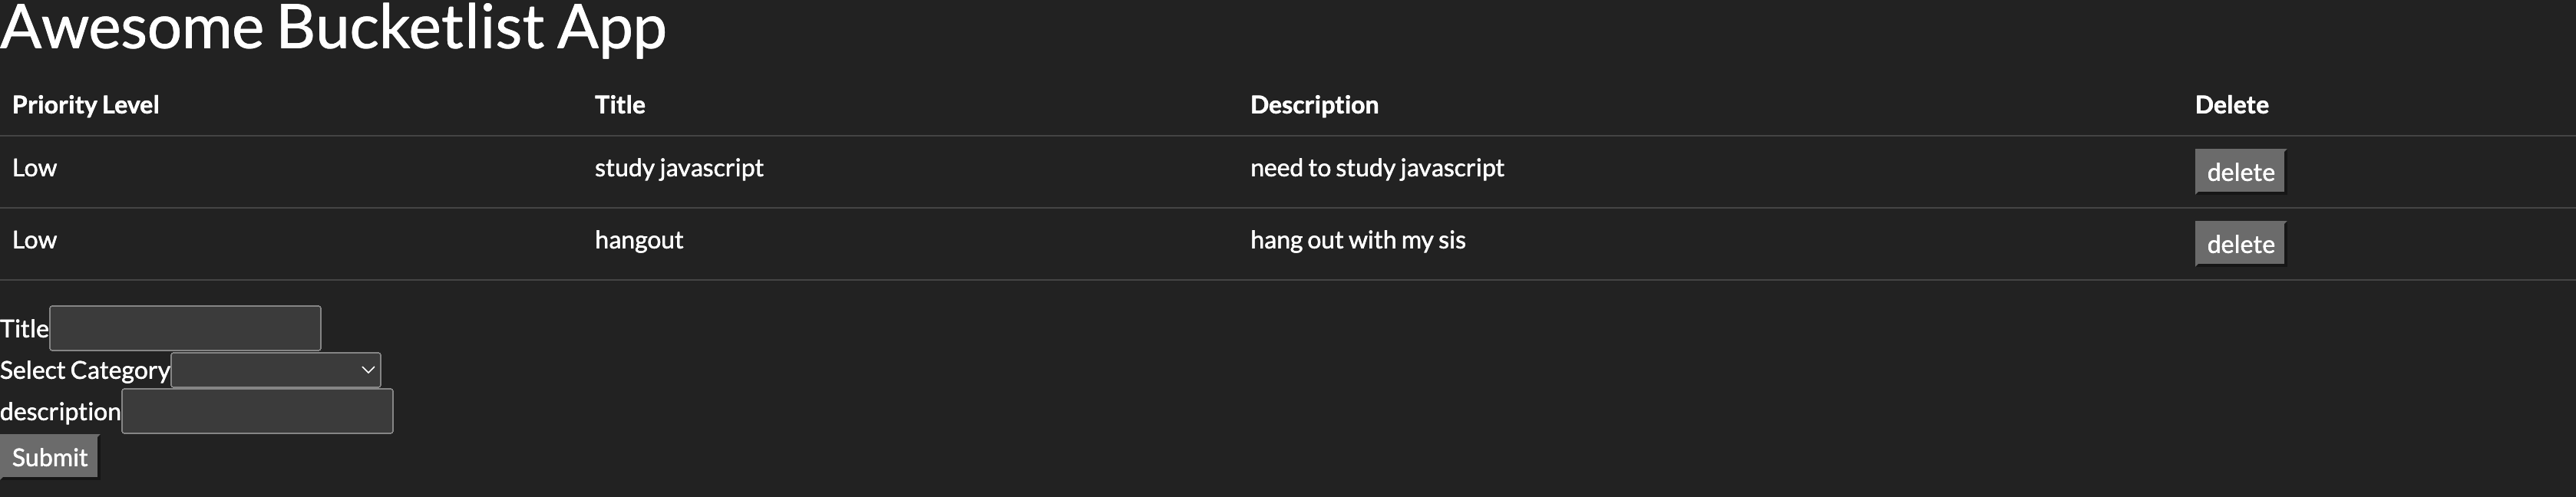 Awesome Bucketlist App
Priority Level Title Description Delete
Low study javascript need to study javascript delete
Low hangout hang out with my sis delete
Title
Select Category
description
Submit